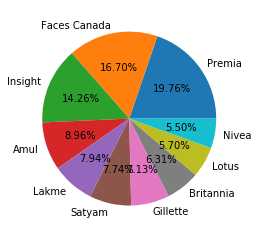 Faces Canada
Premia
16.70%
19.76%
Insight
14.26%
Amul
8.96%
5.50%
Nivea
7.94%
5.70%
Lotus
Lakme
7.74%
7.13%
6.31%
Britannia
Satyam
Gillette